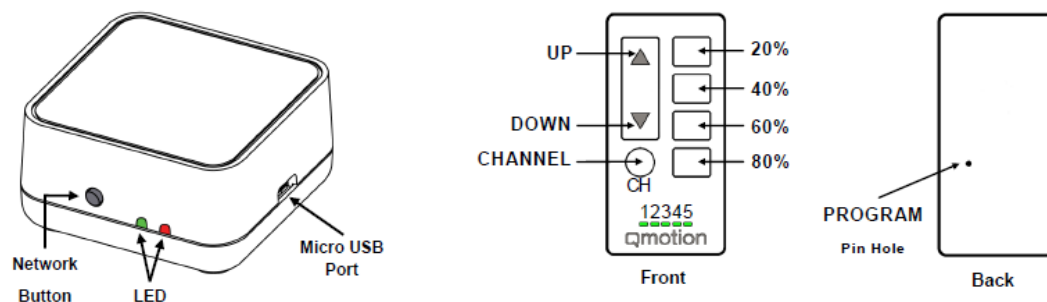 Network
Button
LED
Micro USB
Port
UP
DOWN
CHANNEL
CH
12345
Qmotion
20%
40%
60%
80%
Front
PROGRAM
Pin Hole
Back